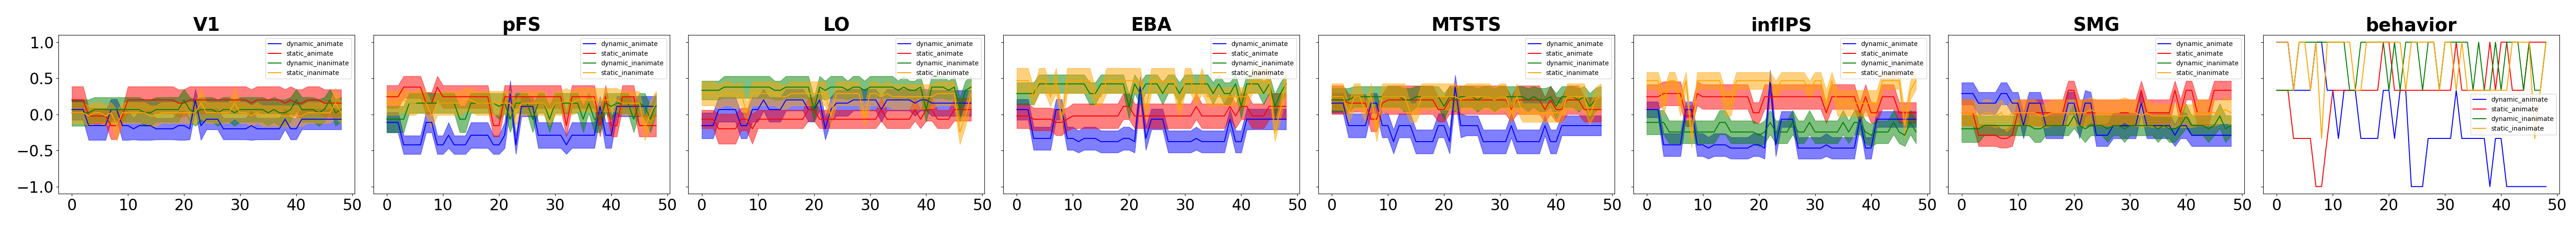 V1
pFS
LO
EBA
MTSTS
infIPS
SMG
behavior
1.0
0.5
0.0
−0.5
−1.0
dynamic_animate
static_animate
dynamic_inanimate
static_inanimate
dynamic_animate
static_animate
dynamic_inanimate
static_inanimate
dynamic_animate
static_animate
dynamic_inanimate
static_inanimate
dynamic_animate
static_animate
dynamic_inanimate
static_inanimate
dynamic_animate
static_animate
dynamic_inanimate
static_inanimate
dynamic_animate
static_animate
dynamic_inanimate
static_inanimate
dynamic_animate
static_animate
dynamic_inanimate
static_inanimate
dynamic_animate
static_animate
dynamic_inanimate
static_inanimate
0 10 20 30 40 50
0 10 20 30 40 50
0 10 20 30 40 50
0 10 20 30 40 50
0 10 20 30 40 50
0 10 20 30 40 50
0 10 20 30 40 50
0 10 20 30 40 50